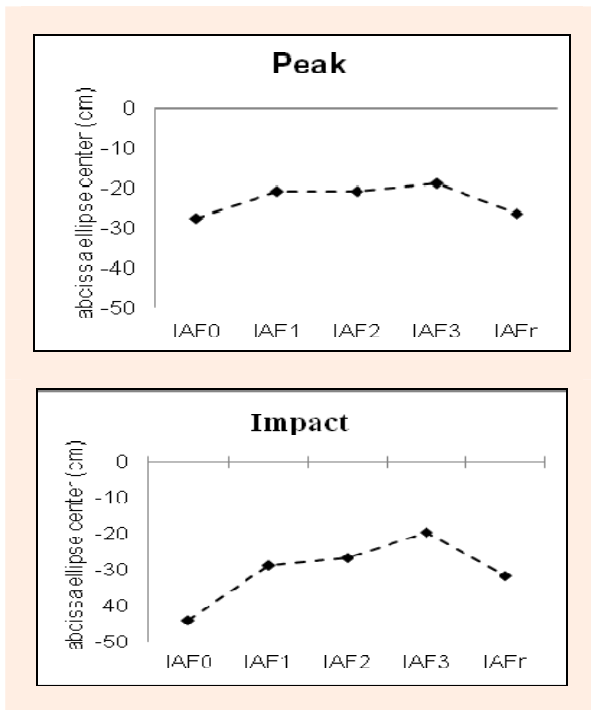 Peak
abcissa ellipse center (cm)
0
-10
-20
-30
-40
-50
IAF0 IAF1 IAF2 IAF3 IAFr
Impact
abcissa ellipse center (cm)
0
-10
-20
-30
40
-50
IAF0 IAF1 IAF2 IAF3 IAFr